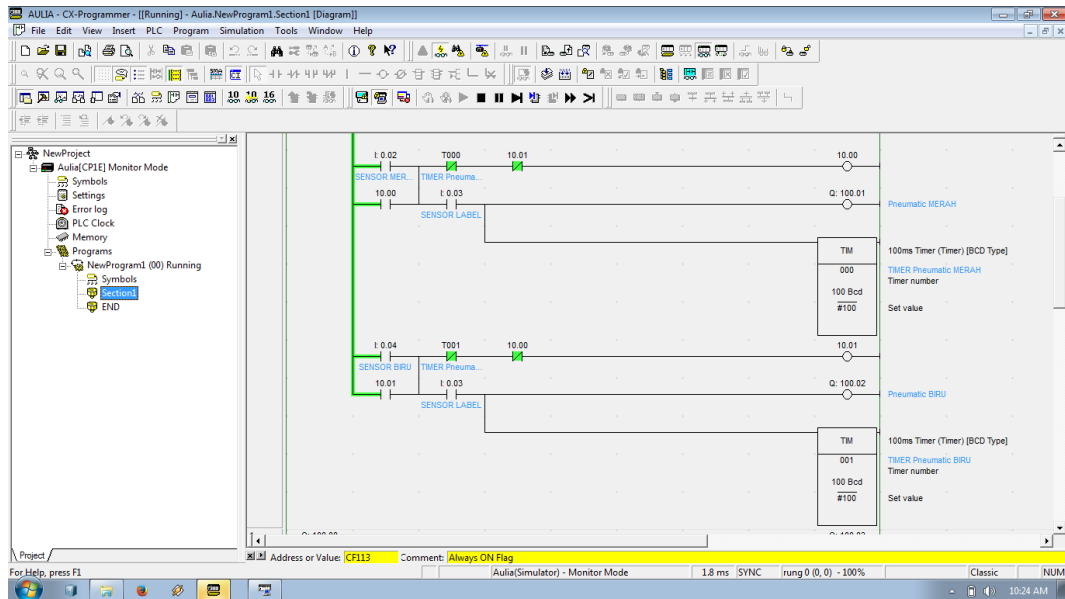 AULIA - CX-Programmer - [[Running] - Aulia.NewProgram1.Section1 [Diagram]]
File Edit View Insert PLC Program Simulation Tools Window Help
10 10 16
NewProject
Aulia[CP1E] Monitor Mode
Symbols
Settings
Error log
PLC Clock
Memory
Programs
NewProgram1 (00) Running
Symbols
Section1
END
Project
I: 0.02 T000 10.01 10.00
SENSOR MER... TIMER Pneuma...
10.00 I: 0.03 Q: 100.01
SENSOR LABEL Pneumatic MERAH
TIM 100ms Timer (Timer) [BCD Type]
000 TIMER Pneumatic MERAH
Timer number
100 Bcd
#100 Set value
I: 0.04 T001 10.00 10.01
SENSOR BIRU TIMER Pneuma...
10.01 I: 0.03 Q: 100.02
SENSOR LABEL Pneumatic BIRU
TIM 100ms Timer (Timer) [BCD Type]
001 TIMER Pneumatic BIRU
Timer number
100 Bcd
#100 Set value
Address or Value: CF113 Comment: Always ON Flag
For Help, press F1 Aulia(Simulator) - Monitor Mode 1.8 ms SYNC rung 0 (0, 0) - 100% Classic NUM
10:24 AM